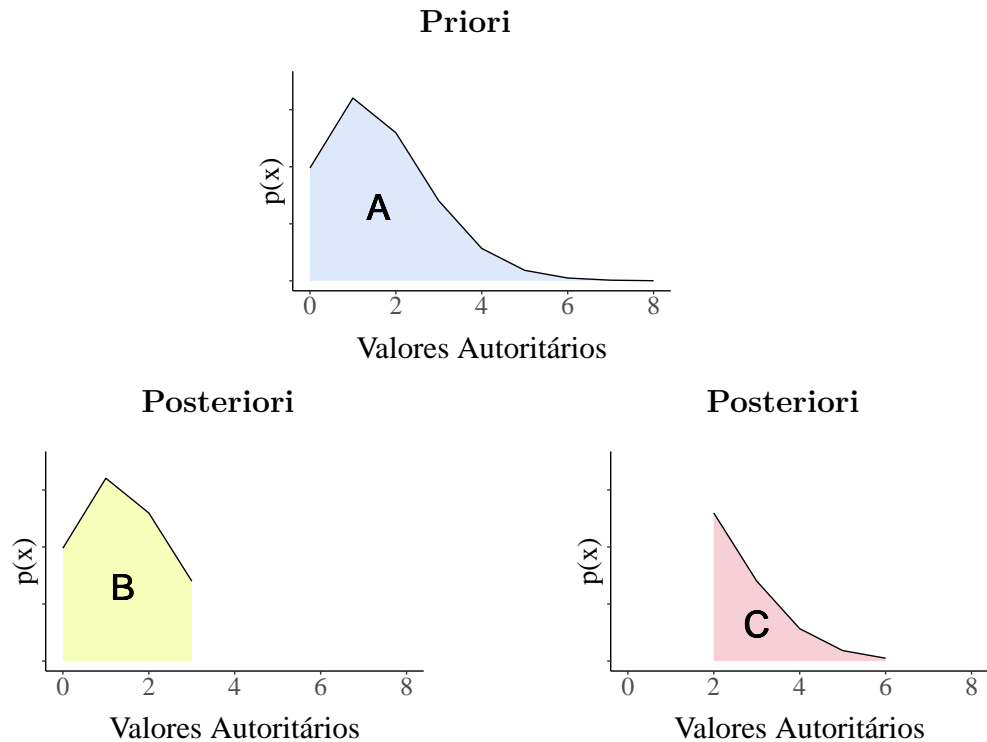 Priori
p(x)
A
0 2 4 6 8
Valores Autoritários
Posteriori
p(x)
B
0 2 4 6 8
Valores Autoritários
Posteriori
p(x)
C
0 2 4 6 8
Valores Autoritários